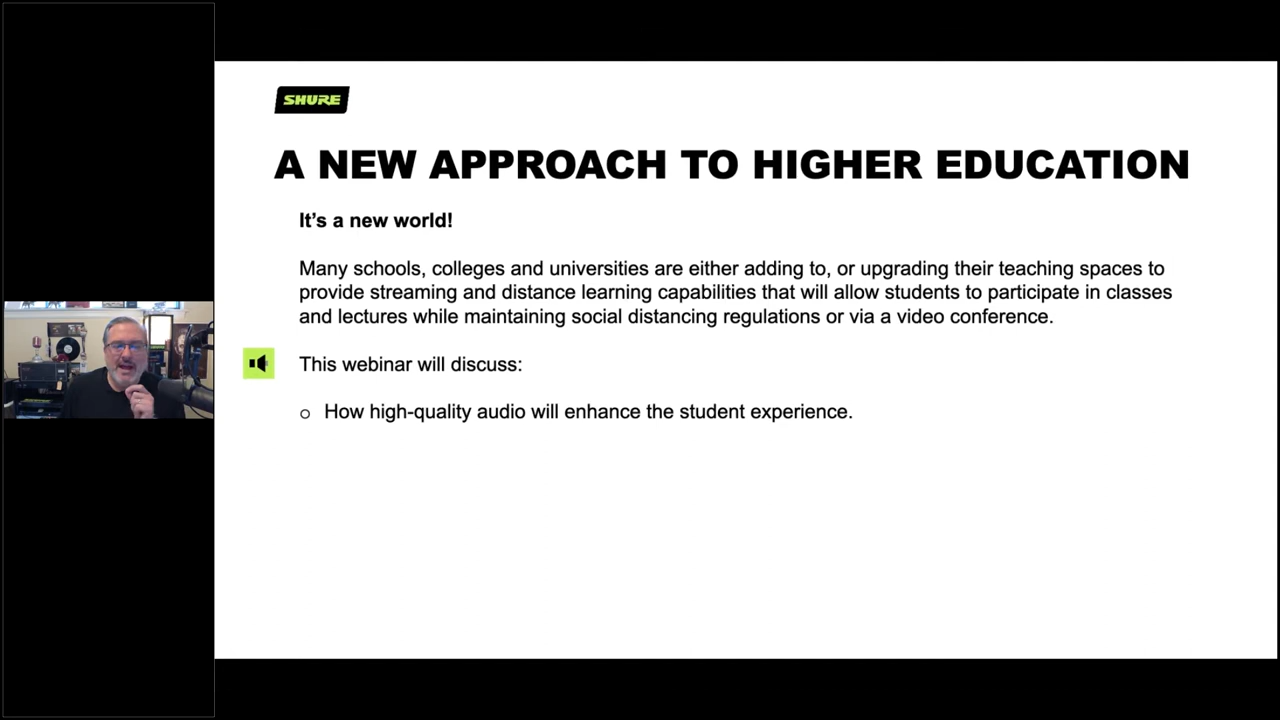 SHURE
A NEW APPROACH TO HIGHER EDUCATION
It's a new world!
Many schools, colleges and universities are either adding to, or upgrading their teaching spaces to
provide streaming and distance learning capabilities that will allow students to participate in classes
and lectures while maintaining social distancing regulations or via a video conference.
This webinar will discuss:
o How high-quality audio will enhance the student experience.